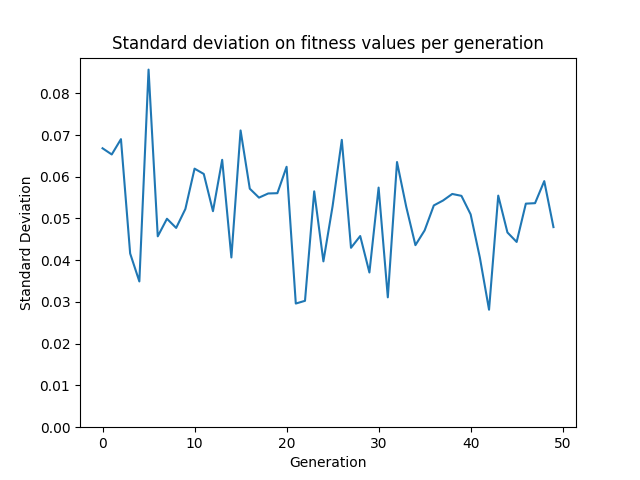 Standard deviation on fitness values per generation
0.08
0.07
0.06
0.05
0.04
0.03
0.02
0.01
0.00
Standard Deviation
0 10 20 30 40 50
Generation